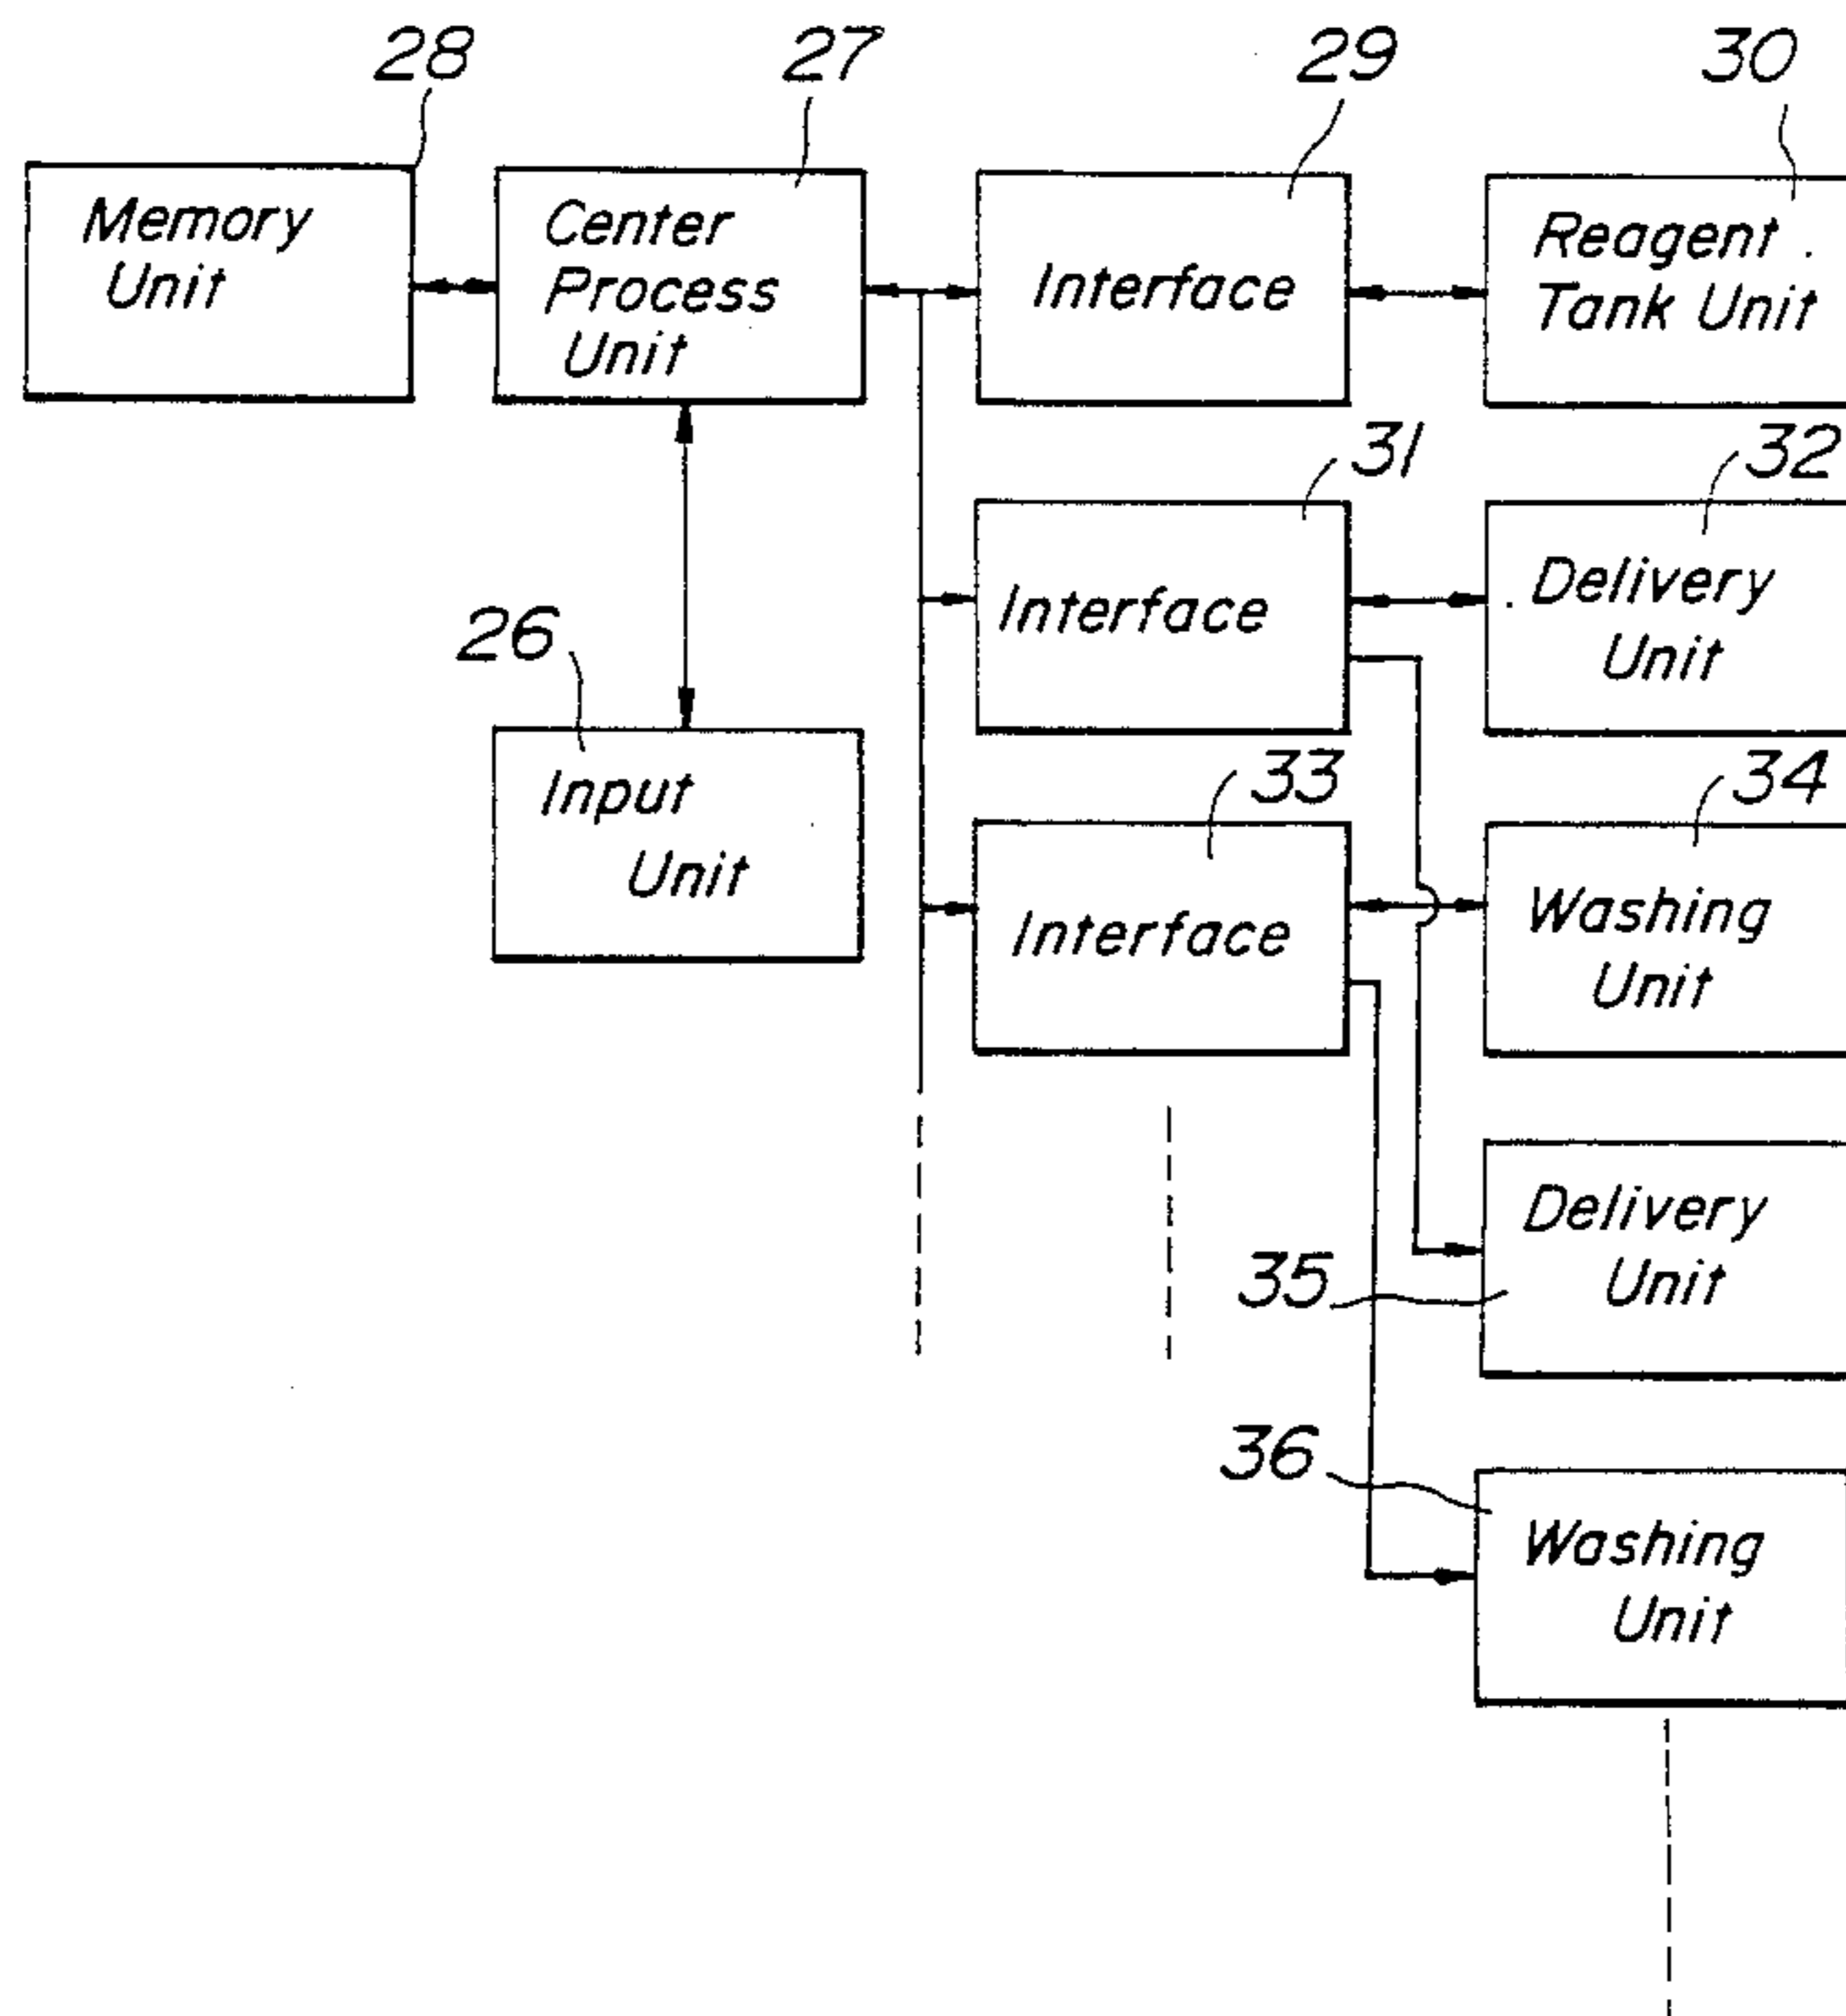 28
27
29
30
Memory
Unit
Center
Process
Unit
Interface
Reagent
Tank Unit
31
32
Interface
Delivery
Unit
26
Input
Unit
33
34
Interface
Washing
Unit
35
Delivery
Unit
36
Washing
Unit